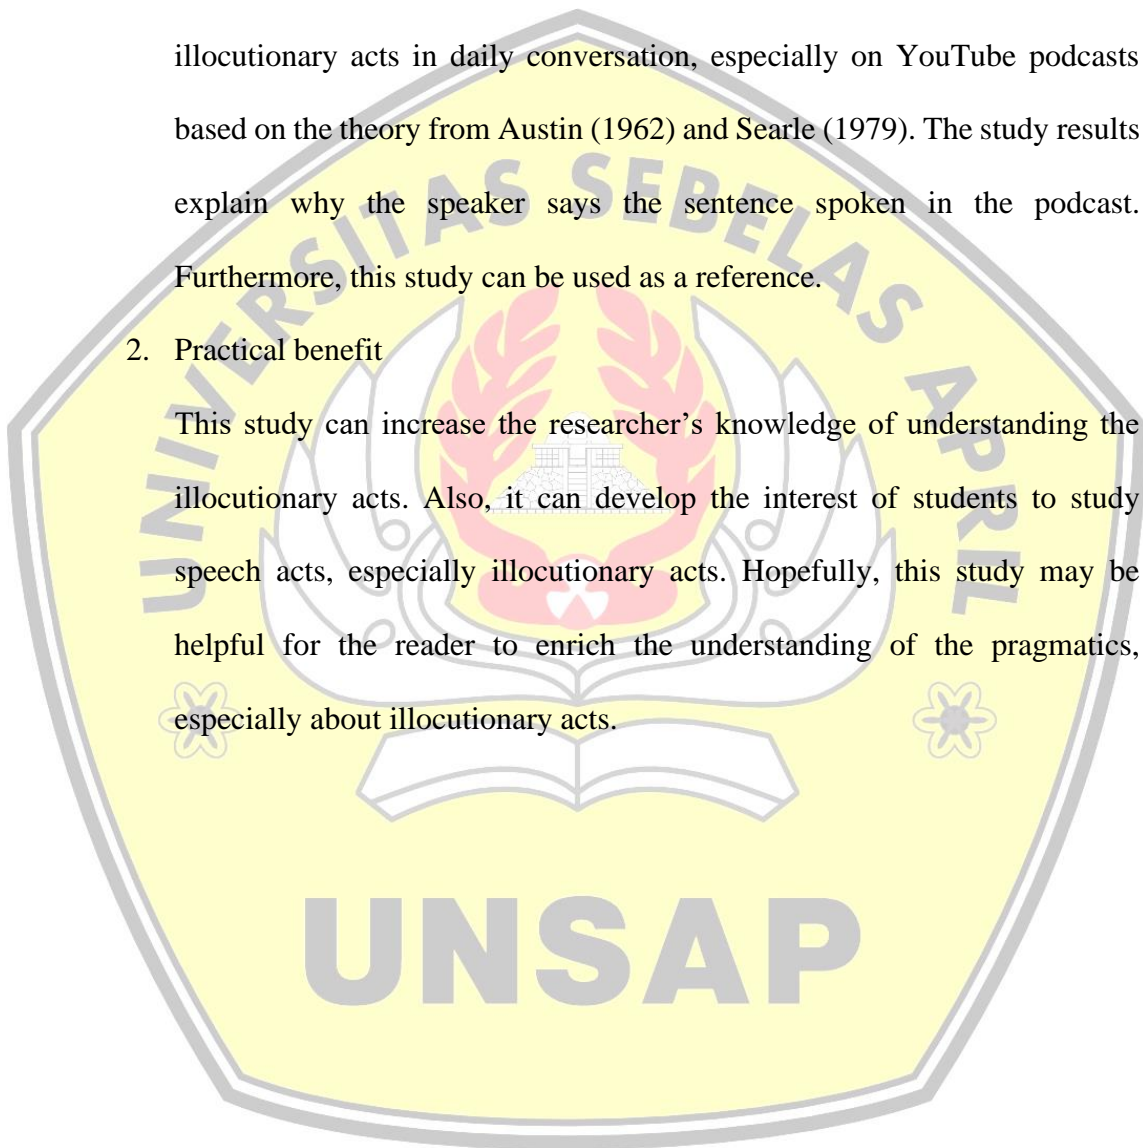 illocutionary acts in daily conversation, especially on YouTube podcasts
based on the theory from Austin (1962) and Searle (1979). The study results
explain why the speaker says the sentence spoken in the podcast.
Furthermore, this study can be used as a reference.
2. Practical benefit
This study can increase the researcher’s knowledge of understanding the
illocutionary acts. Also, it can develop the interest of students to study
speech acts, especially illocutionary acts. Hopefully, this study may be
helpful for the reader to enrich the understanding of the pragmatics,
especially about illocutionary acts.
UNIVERSITAS SEBELAS APRIL
UNSAP